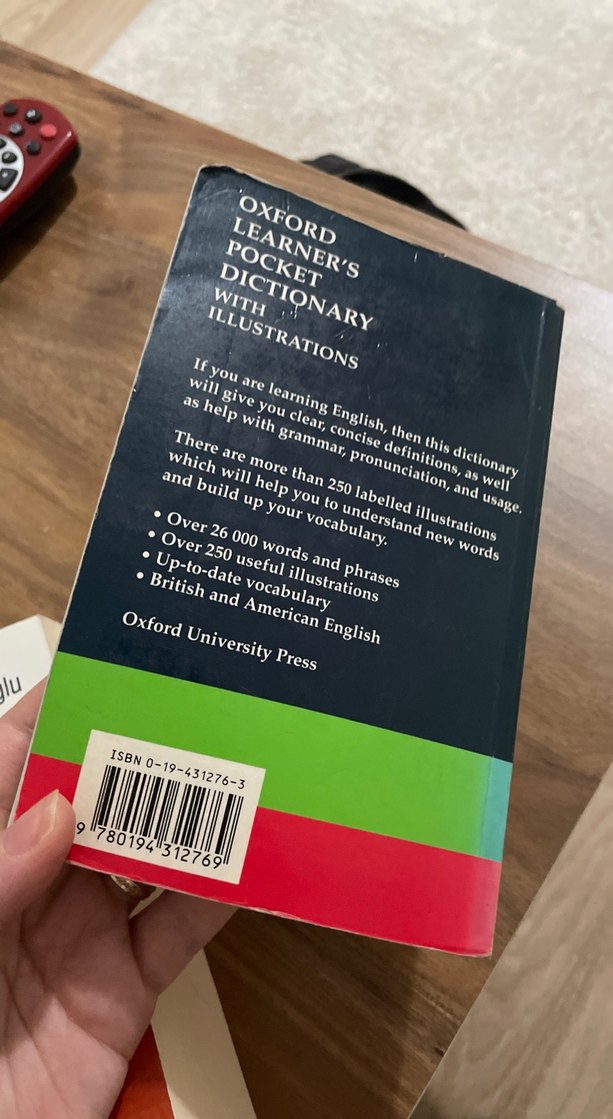 OXFORD
LEARNER'S
POCKET
DICTIONARY
WITH
ILLUSTRATIONS
If you are learning English, then this dictionary
will give you clear, concise definitions, as well
as help with grammar, pronunciation, and usage.
There are more than 250 labelled illustrations
which will help you to understand new words
and build up your vocabulary.
• Over 26 000 words and phrases
• Over 250 useful illustrations
• Up-to-date vocabulary
• British and American English
Oxford University Press
glu
ISBN 0-19-431276-3
9 780194 312769